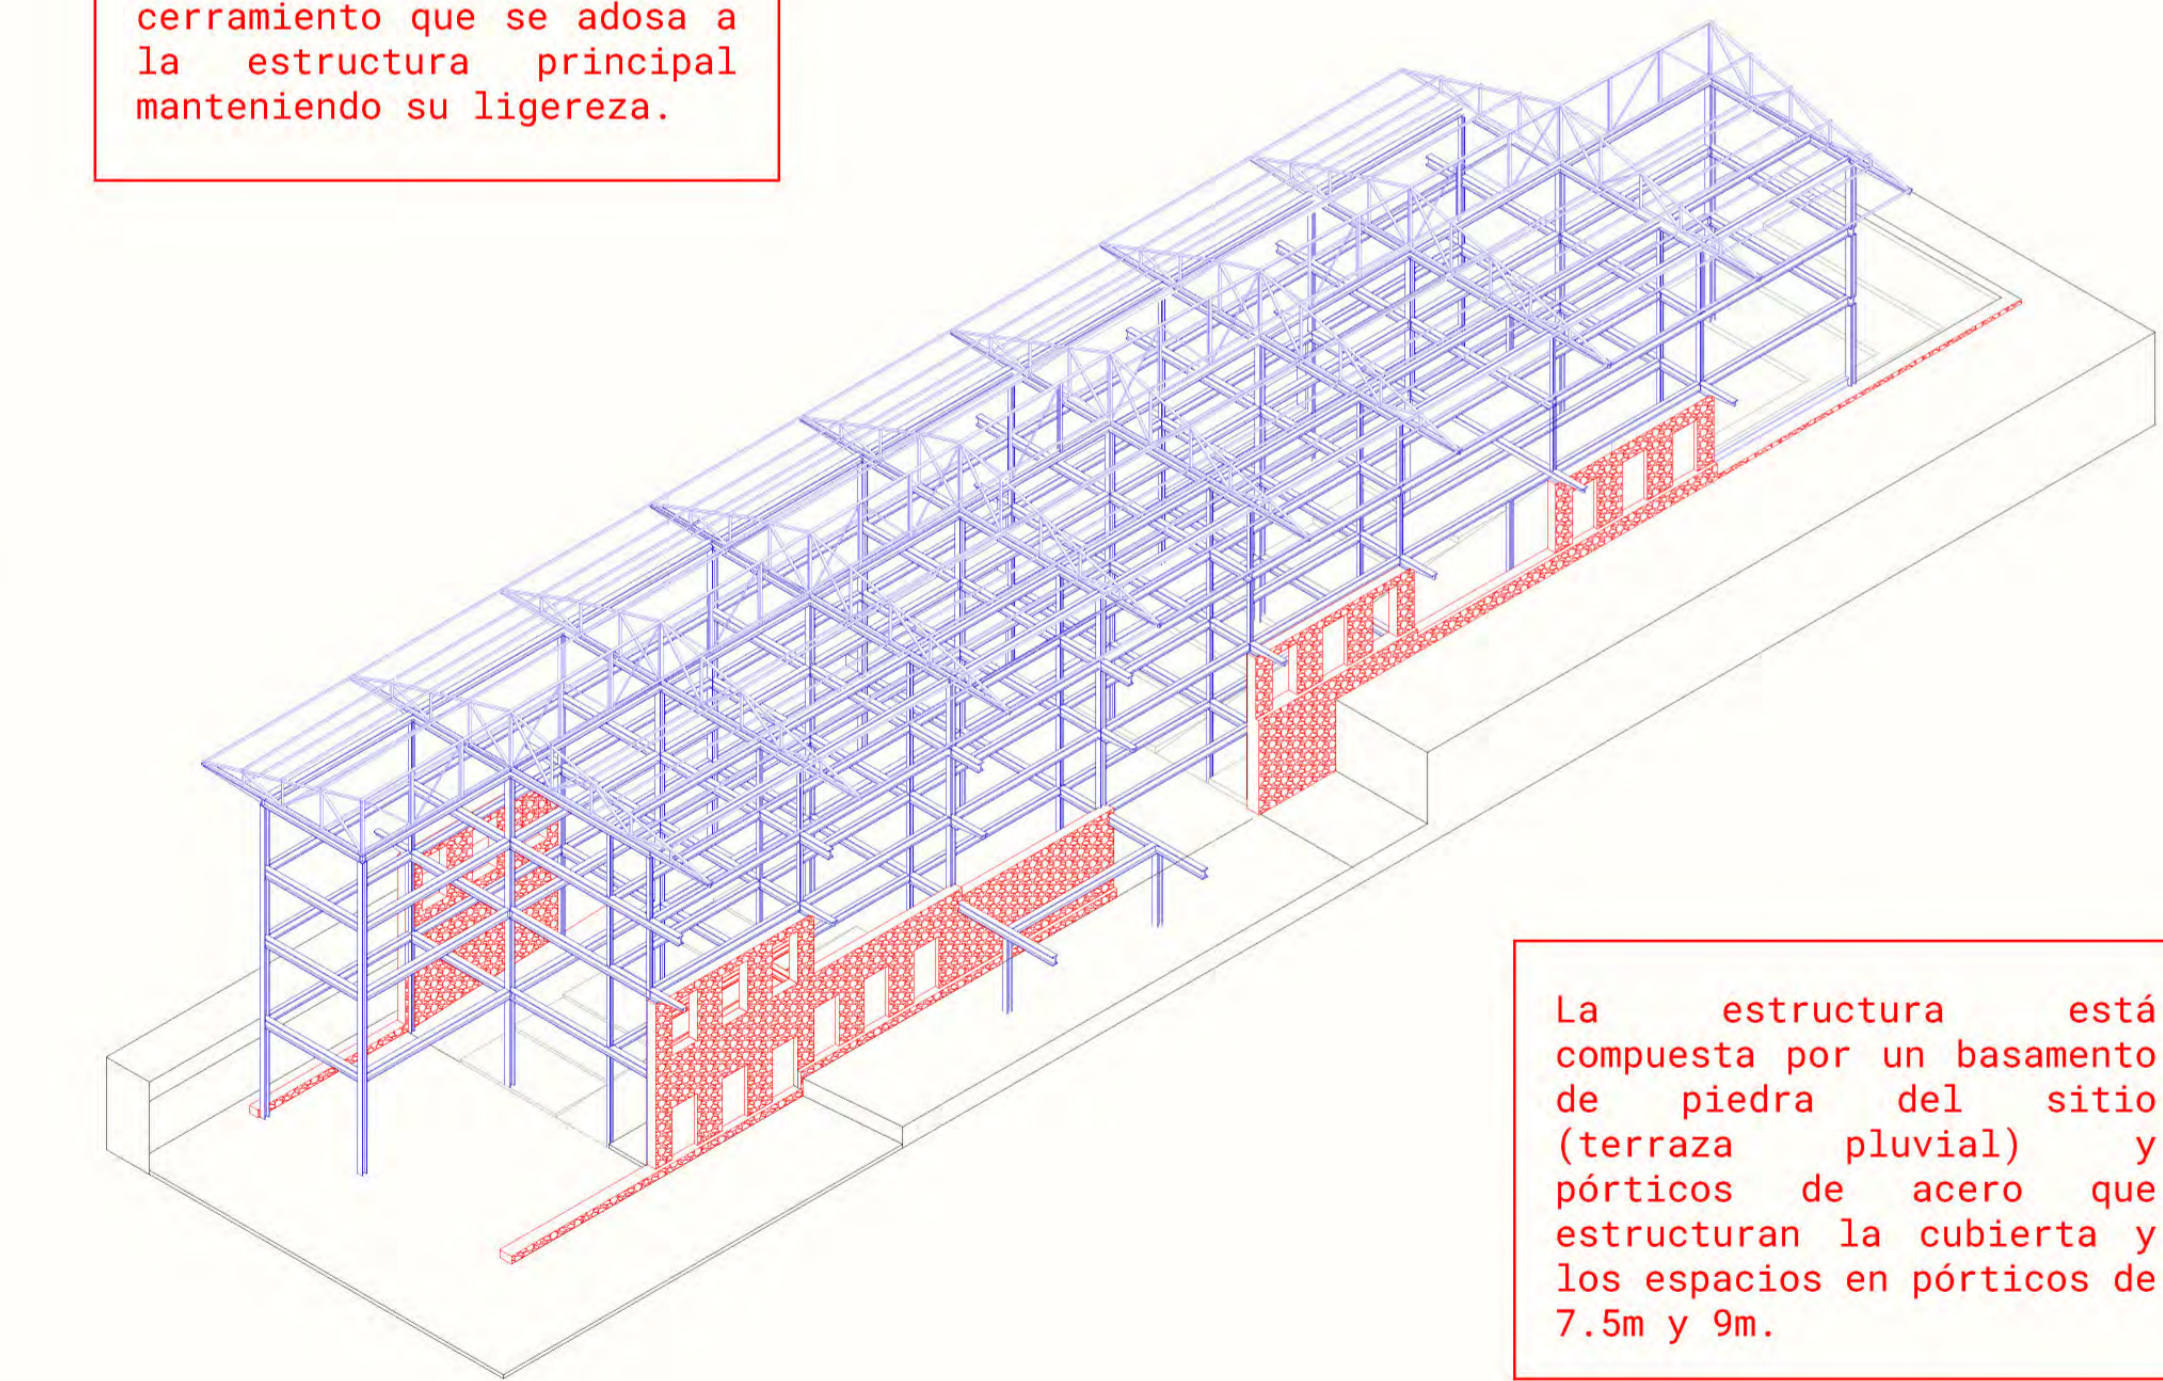 cerramiento que se adosa a
la estructura principal
manteniendo su ligereza.
La estructura está
compuesta por un basamento
de piedra del sitio
(terraza pluvial) y
pórticos de acero que
estructuran la cubierta y
los espacios en pórticos de
7.5m y 9m.